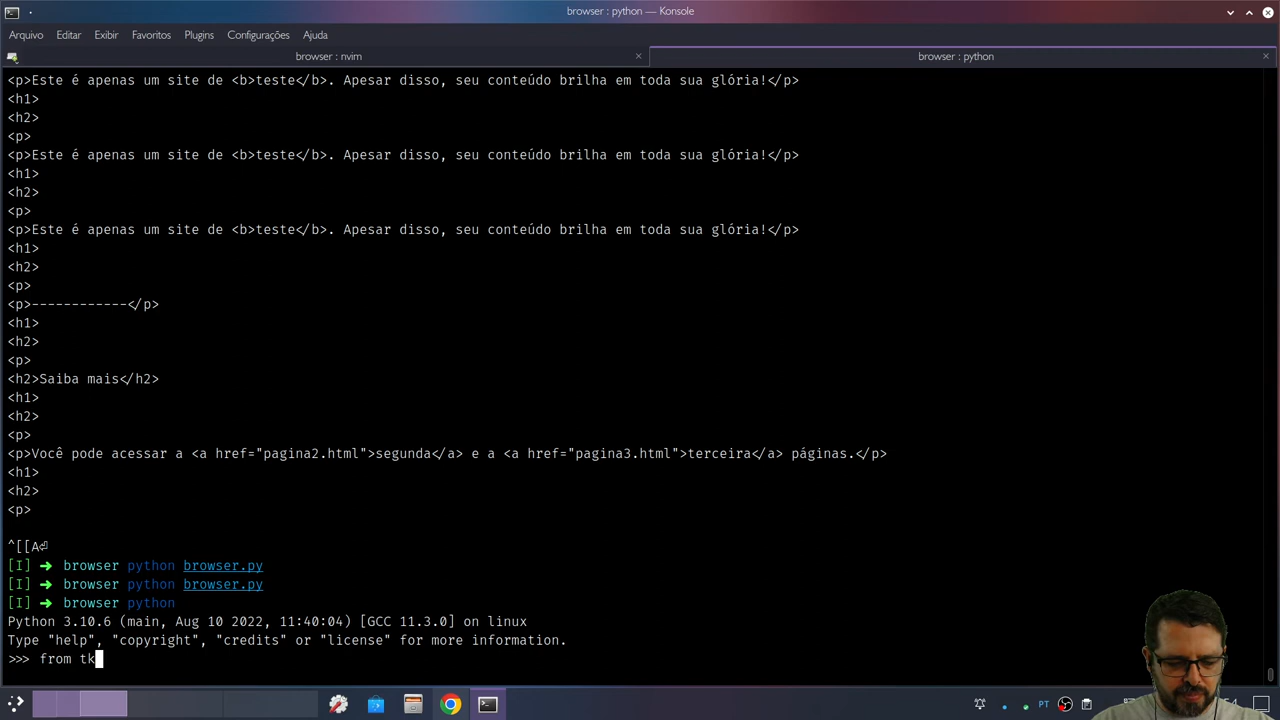 browser : python — Konsole
Arquivo Editar Exibir Favoritos Plugins Configurações Ajuda
browser : nvim
browser : python
<p>Este é apenas um site de <b>teste</b>. Apesar disso, seu conteúdo brilha em toda sua glória!</p>
<h1>
<h2>
<p>
<p>Este é apenas um site de <b>teste</b>. Apesar disso, seu conteúdo brilha em toda sua glória!</p>
<h1>
<h2>
<p>
<p>Este é apenas um site de <b>teste</b>. Apesar disso, seu conteúdo brilha em toda sua glória!</p>
<h1>
<h2>
<p>
<p>------------</p>
<h1>
<h2>
<p>
<h2>Saiba mais</h2>
<h1>
<h2>
<p>
<p>Você pode acessar a <a href="pagina2.html">segunda</a> e a <a href="pagina3.html">terceira</a> páginas.</p>
<h1>
<h2>
<p>
^[[A⏎
[I] ➜ browser python browser.py
[I] ➜ browser python browser.py
[I] ➜ browser python
Python 3.10.6 (main, Aug 10 2022, 11:40:04) [GCC 11.3.0] on linux
Type "help", "copyright", "credits" or "license" for more information.
>>> from tk
PT